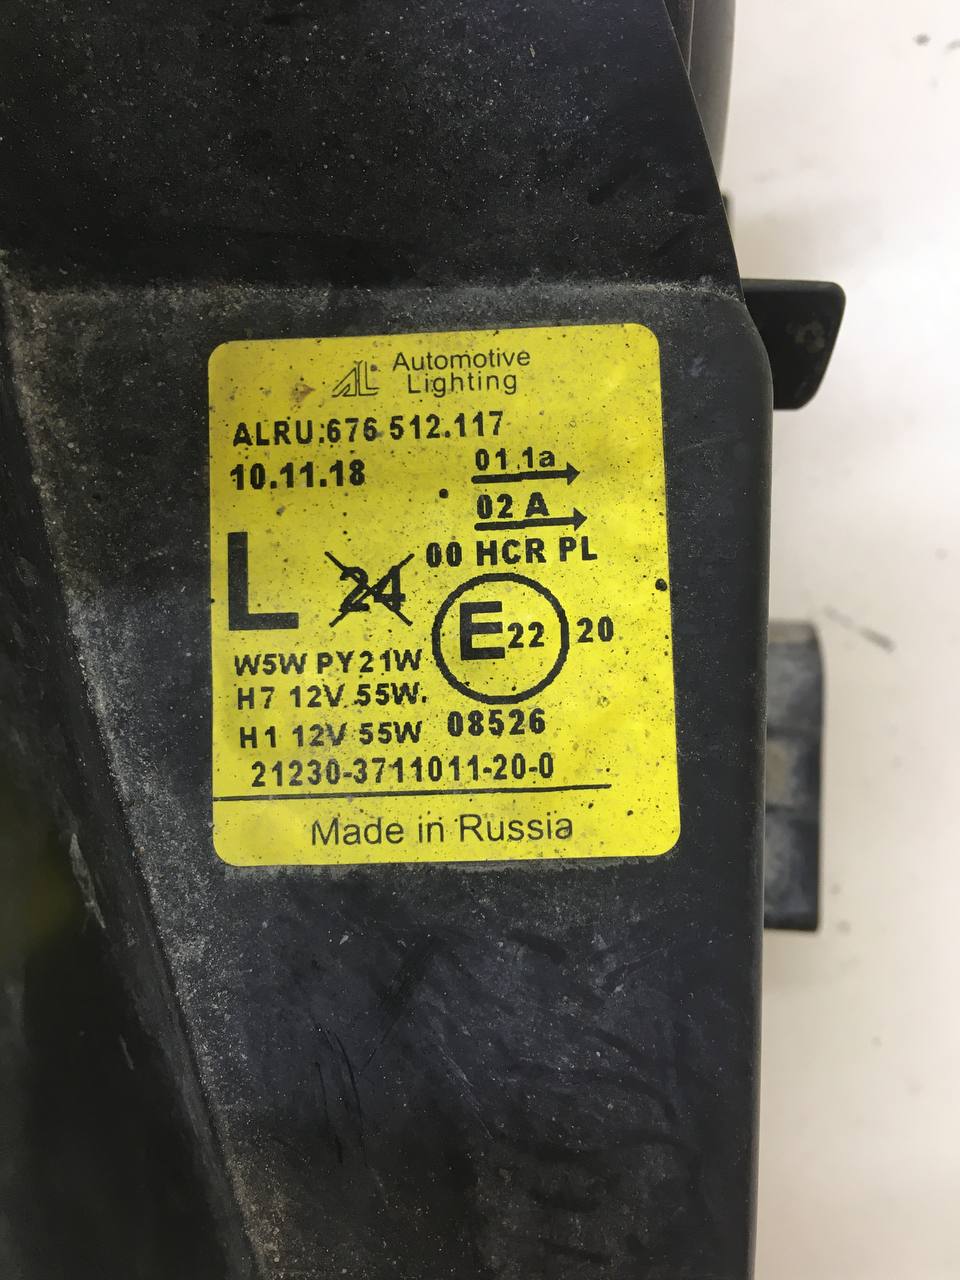 AL Automotive
Lighting
ALRU:676 512.117
10.11.18
01 1a
02 A
00 HCR PL
L
24
E22 20
W5W PY21W
H7 12V 55W.
H1 12V 55W
08526
21230-3711011-20-0
Made in Russia